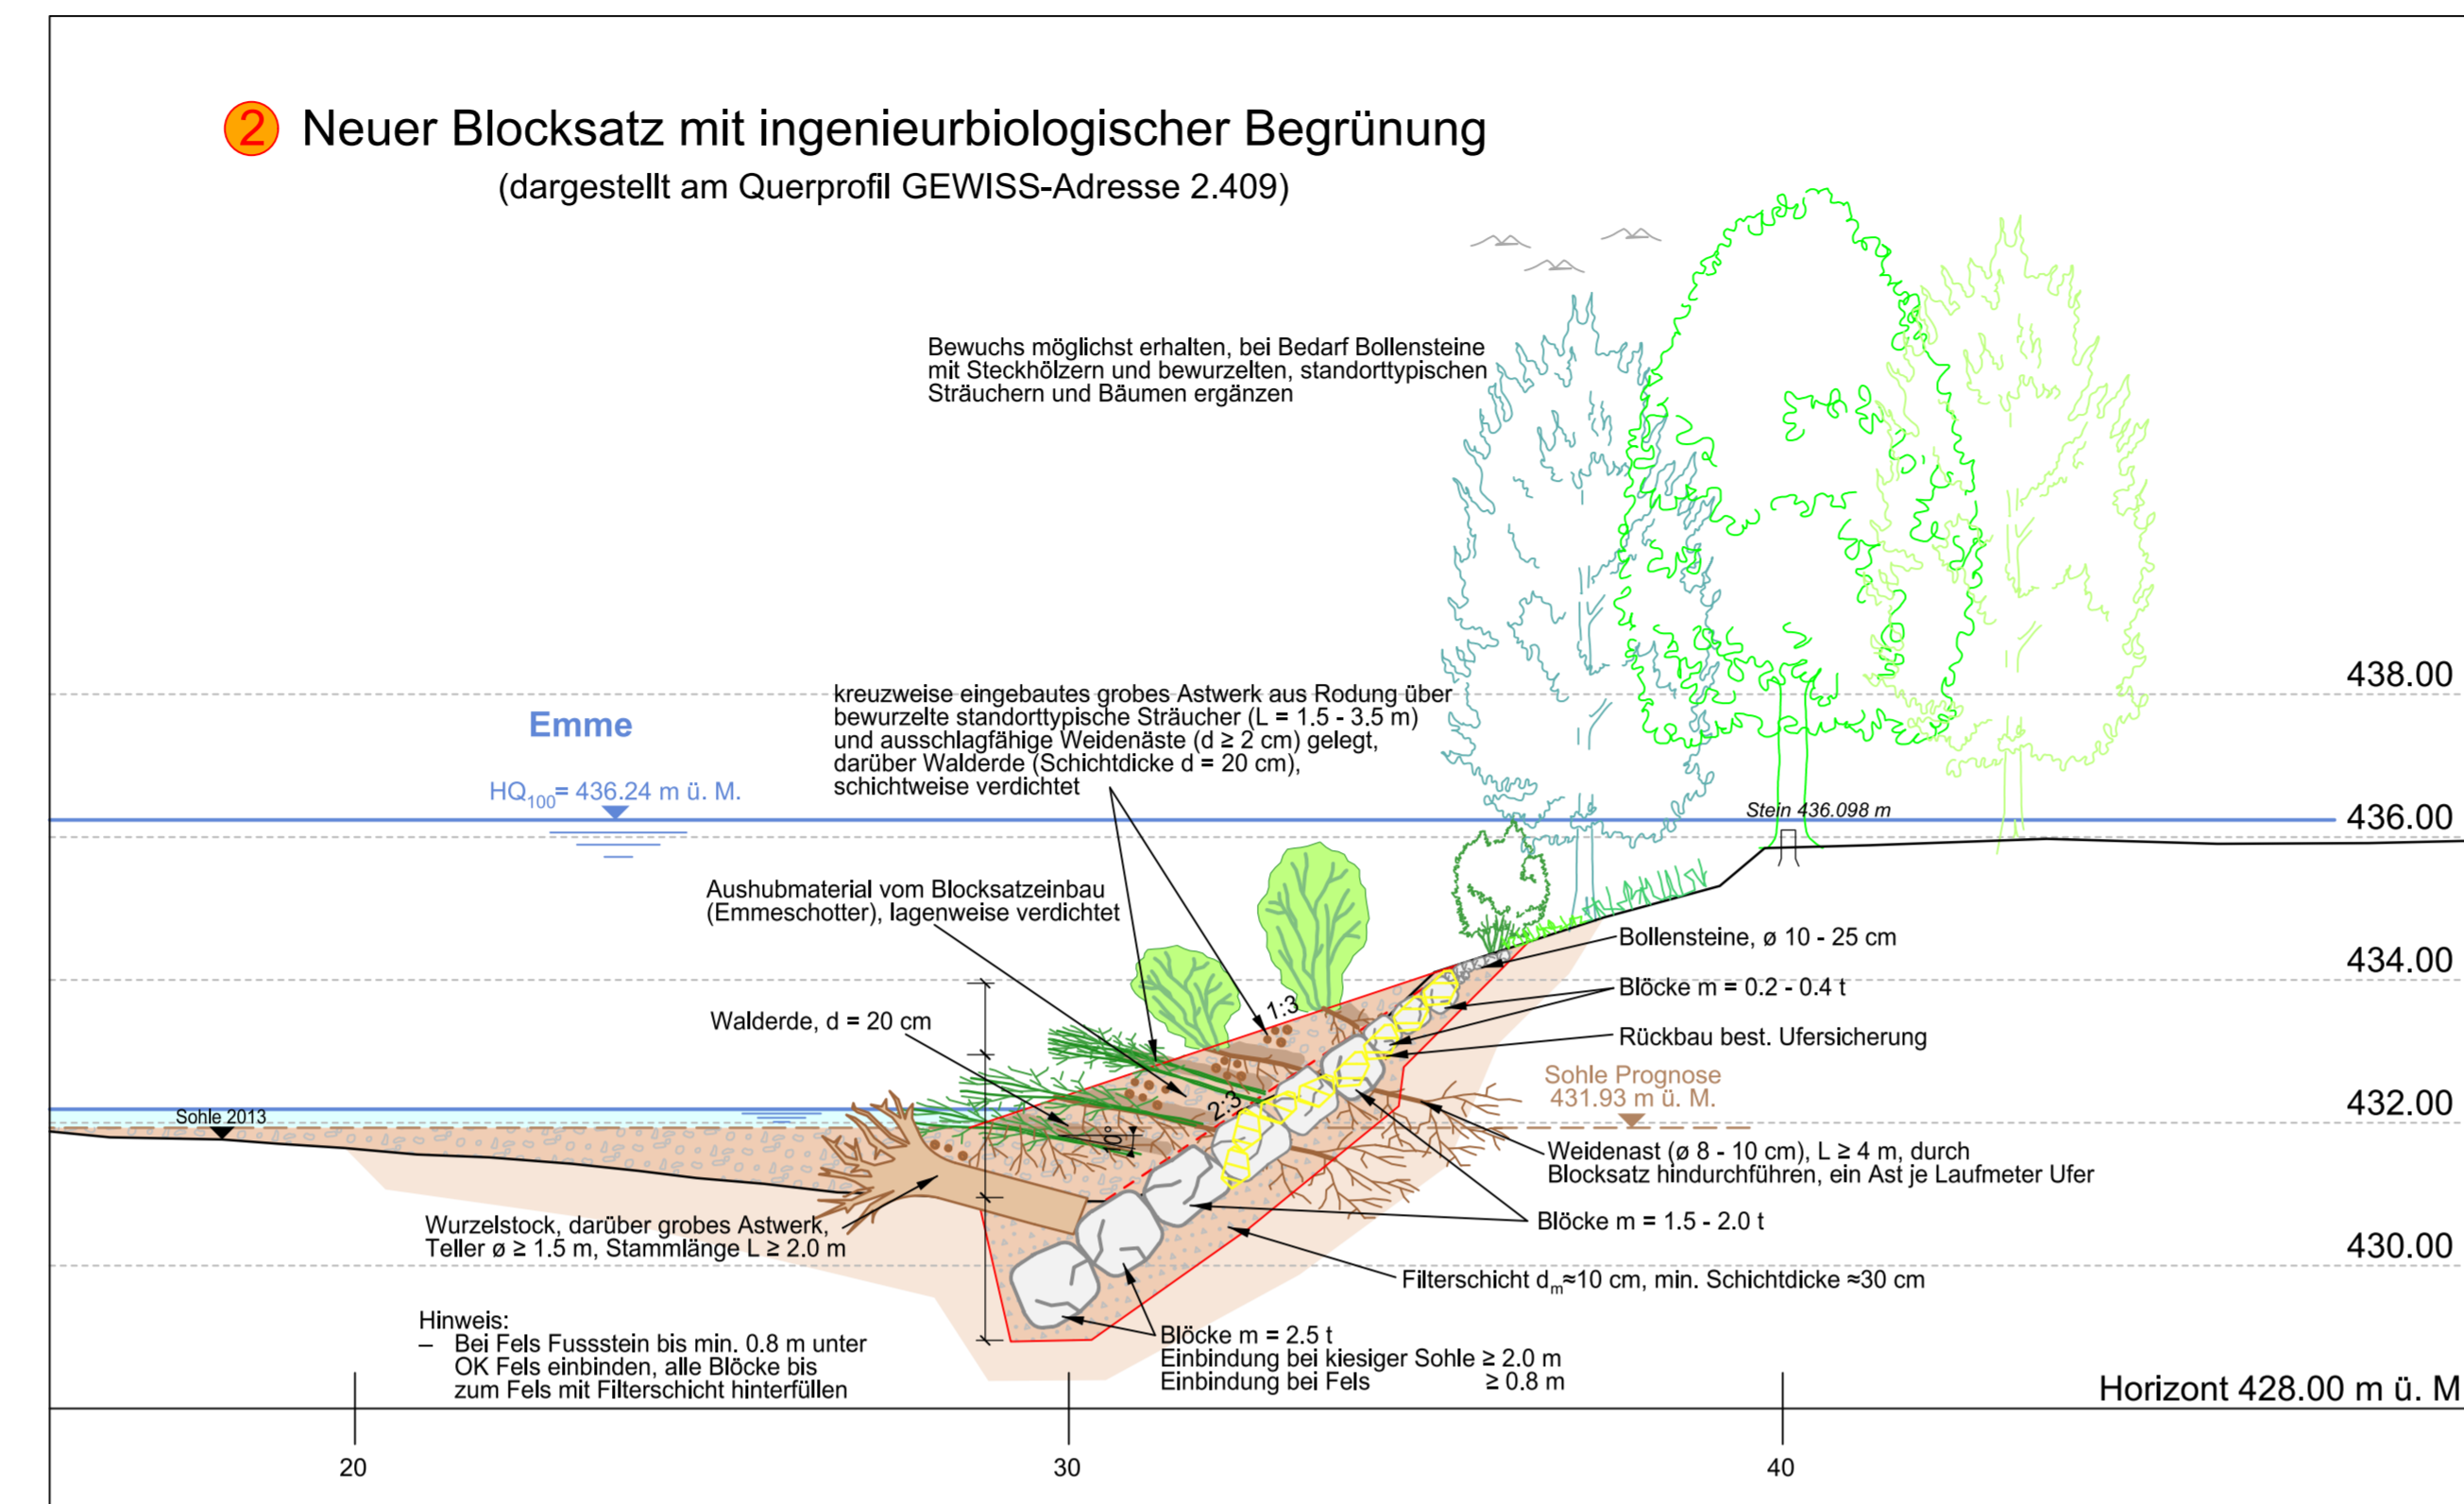 2 Neuer Blocksatz mit ingenieurbiologischer Begrünung
(dargestellt am Querprofil GEWISS-Adresse 2.409)
Bewuchs möglichst erhalten, bei Bedarf Bollensteine
mit Steckhölzern und bewurzelten, standorttypischen
Sträuchern und Bäumen ergänzen
438.00
kreuzweise eingebautes grobes Astwerk aus Rodung über
bewurzelte standorttypische Sträucher (L = 1.5 - 3.5 m)
und ausschlagfähige Weidenäste (d ≥ 2 cm) gelegt,
darüber Walderde (Schichtdicke d = 20 cm),
schichtweise verdichtet
Emme
HQ100= 436.24 m ü. M.
Stein 436.098 m
436.00
Aushubmaterial vom Blocksatzeinbau
(Emmeschotter), lagenweise verdichtet
Bollensteine, ø 10 - 25 cm
434.00
Blöcke m = 0.2 - 0.4 t
1:3
Walderde, d = 20 cm
Rückbau best. Ufersicherung
Sohle Prognose
431.93 m ü. M.
432.00
2:3
Sohle 2013
10°
Weidenast (ø 8 - 10 cm), L ≥ 4 m, durch
Blocksatz hindurchführen, ein Ast je Laufmeter Ufer
Wurzelstock, darüber grobes Astwerk,
Teller ø ≥ 1.5 m, Stammlänge L ≥ 2.0 m
Blöcke m = 1.5 - 2.0 t
430.00
Filterschicht dm≈10 cm, min. Schichtdicke ≈30 cm
Hinweis:
– Bei Fels Fussstein bis min. 0.8 m unter
OK Fels einbinden, alle Blöcke bis
zum Fels mit Filterschicht hinterfüllen
Blöcke m = 2.5 t
Einbindung bei kiesiger Sohle ≥ 2.0 m
Einbindung bei Fels ≥ 0.8 m
Horizont 428.00 m ü. M
20
30
40